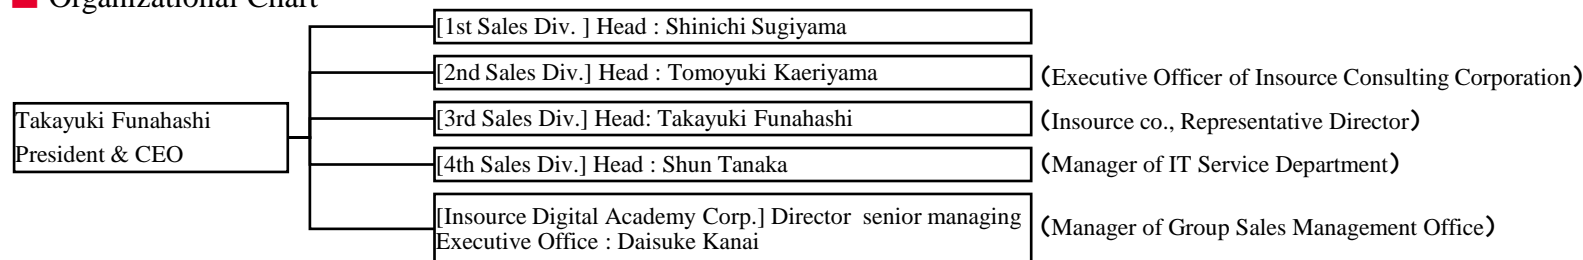 Organizational Chart
[1st Sales Div. ] Head : Shinichi Sugiyama
[2nd Sales Div.] Head : Tomoyuki Kaeriyama
(Executive Officer of Insource Consulting Corporation)
Takayuki Funahashi
President & CEO
[3rd Sales Div.] Head: Takayuki Funahashi
(Insource co., Representative Director)
[4th Sales Div.] Head : Shun Tanaka
(Manager of IT Service Department)
[Insource Digital Academy Corp.] Director senior managing
Executive Office : Daisuke Kanai
(Manager of Group Sales Management Office)